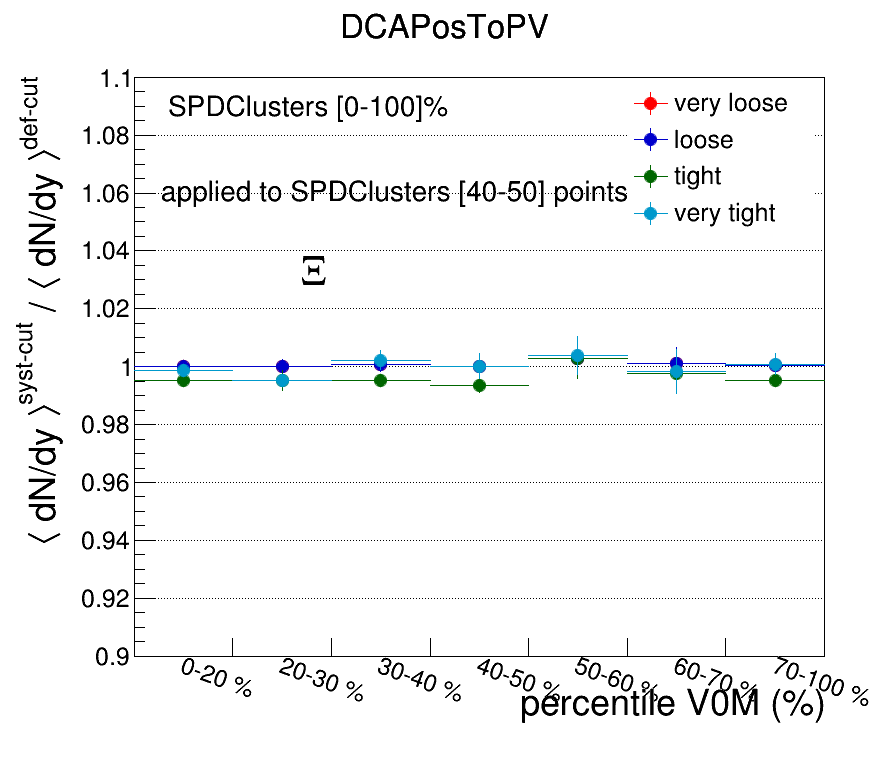 DCAPosToPV
SPDClusters [0-100]%
applied to SPDClusters [40-50] points
Ξ
very loose
loose
tight
very tight
⟨ dN/dy ⟩^syst-cut / ⟨ dN/dy ⟩^def-cut
1.1
1.08
1.06
1.04
1.02
1
0.98
0.96
0.94
0.92
0.9
0-20 %
20-30 %
30-40 %
40-50 %
50-60 %
60-70 %
70-100 %
percentile V0M (%)